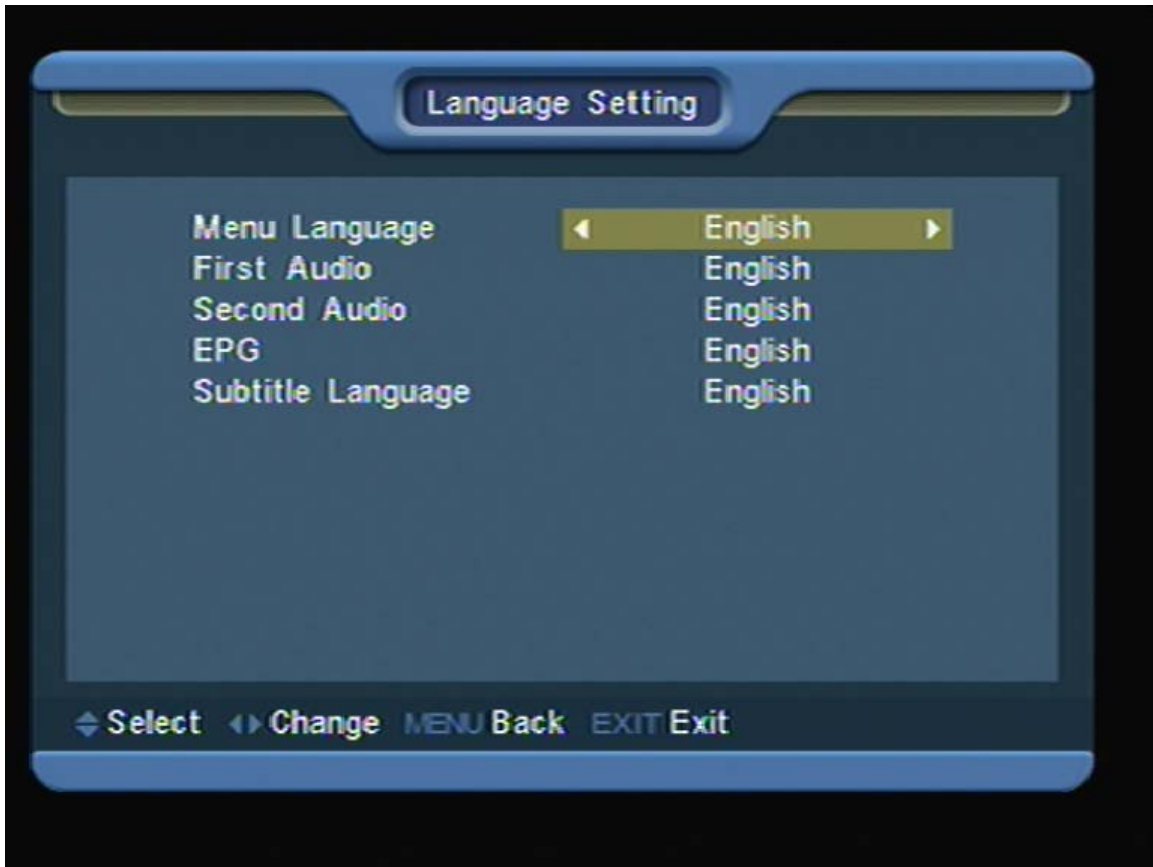 Language Setting
Menu Language English
First Audio English
Second Audio English
EPG English
Subtitle Language English
Select Change MENU Back EXIT Exit